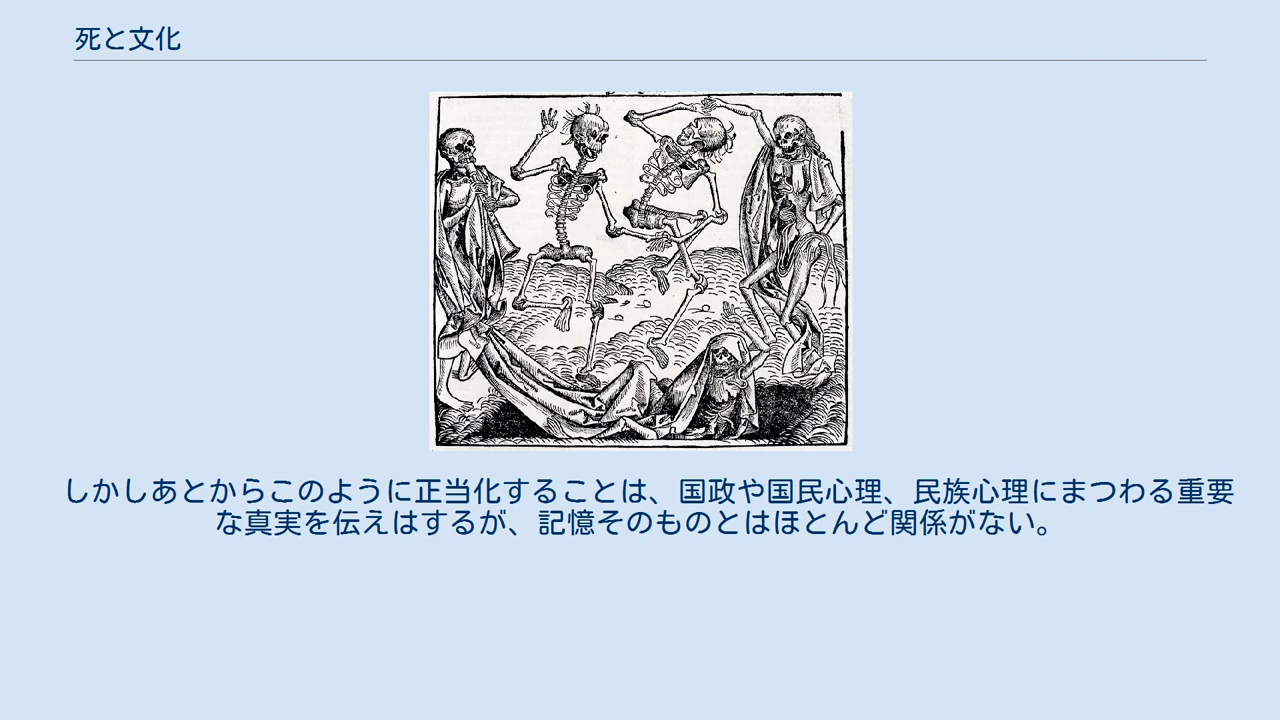 死と文化
しかしあとからこのように正当化することは、国政や国民心理、民族心理にまつわる重要
な真実を伝えはするが、記憶そのものとはほとんど関係がない。